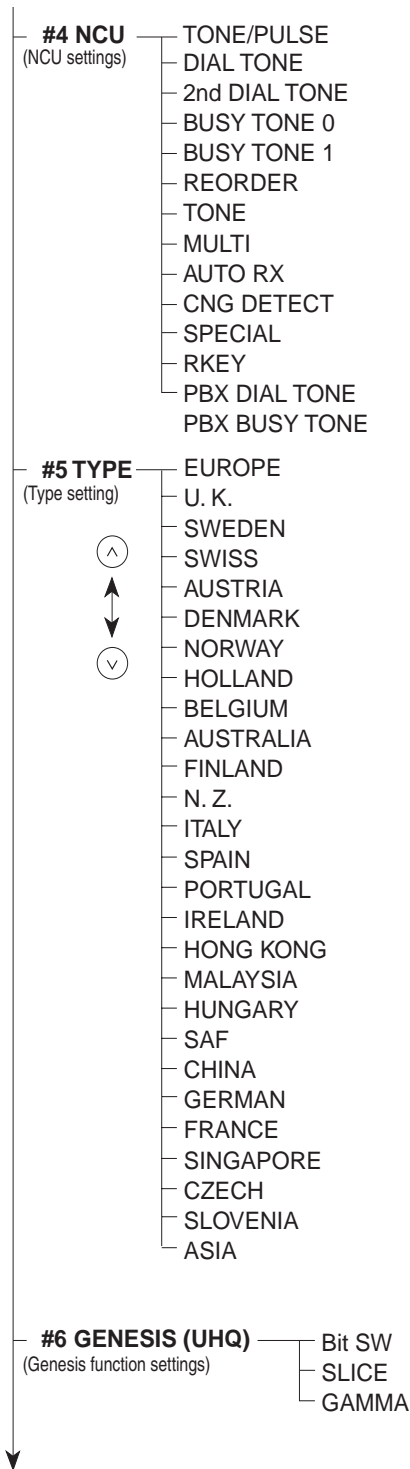 #4 NCU
(NCU settings)
TONE/PULSE
DIAL TONE
2nd DIAL TONE
BUSY TONE 0
BUSY TONE 1
REORDER
TONE
MULTI
AUTO RX
CNG DETECT
SPECIAL
RKEY
PBX DIAL TONE
PBX BUSY TONE
#5 TYPE
(Type setting)
EUROPE
U. K.
SWEDEN
SWISS
AUSTRIA
DENMARK
NORWAY
HOLLAND
BELGIUM
AUSTRALIA
FINLAND
N. Z.
ITALY
SPAIN
PORTUGAL
IRELAND
HONG KONG
MALAYSIA
HUNGARY
SAF
CHINA
GERMAN
FRANCE
SINGAPORE
CZECH
SLOVENIA
ASIA
#6 GENESIS (UHQ)
(Genesis function settings)
Bit SW
SLICE
GAMMA